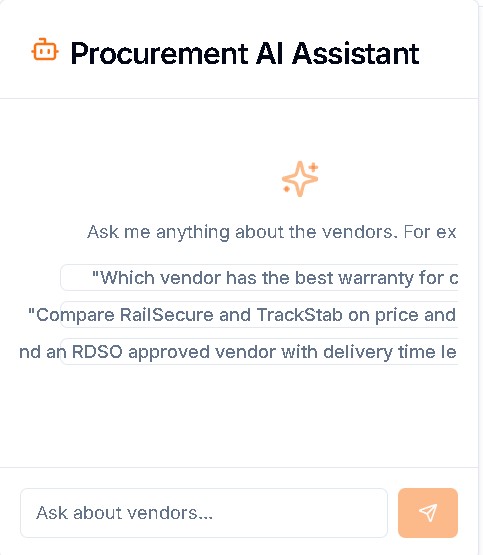 Procurement AI Assistant
Ask me anything about the vendors. For ex
"Which vendor has the best warranty for c
"Compare RailSecure and TrackStab on price and
nd an RDSO approved vendor with delivery time le
Ask about vendors...